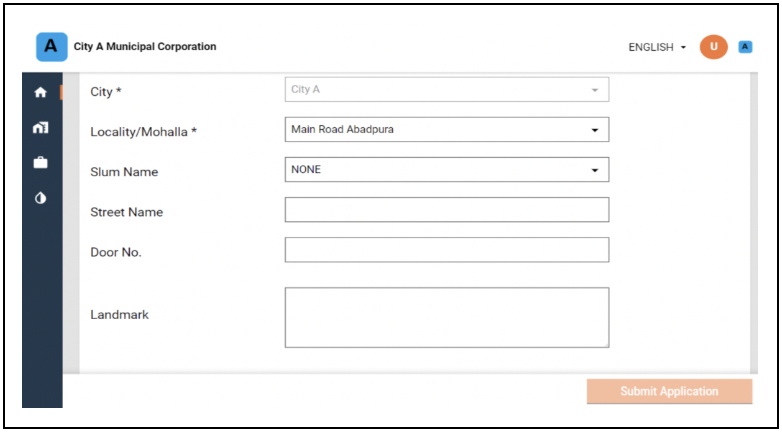 A City A Municipal Corporation ENGLISH U A
City * City A
Locality/Mohalla * Main Road Abadpura
Slum Name NONE
Street Name
Door No.
Landmark
Submit Application